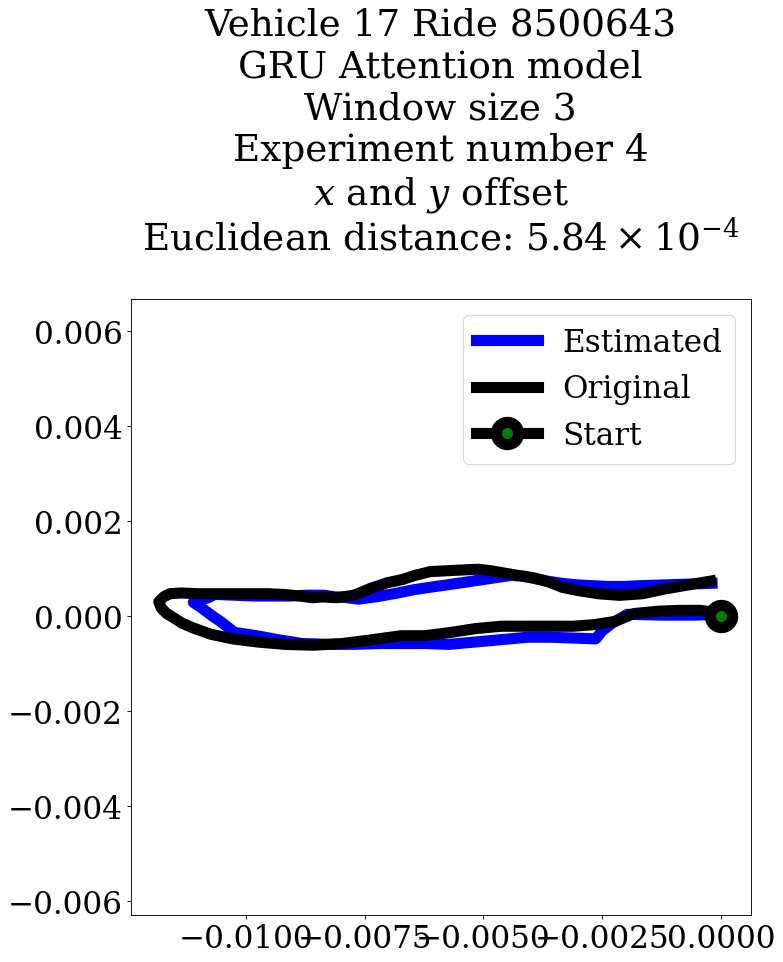 Vehicle 17 Ride 8500643
GRU Attention model
Window size 3
Experiment number 4
x and y offset
Euclidean distance: 5.84 × 10⁻⁴
Estimated
Original
Start
0.006
0.004
0.002
0.000
−0.002
−0.004
−0.006
−0.0100 −0.0075 −0.0050 −0.0025 0.0000